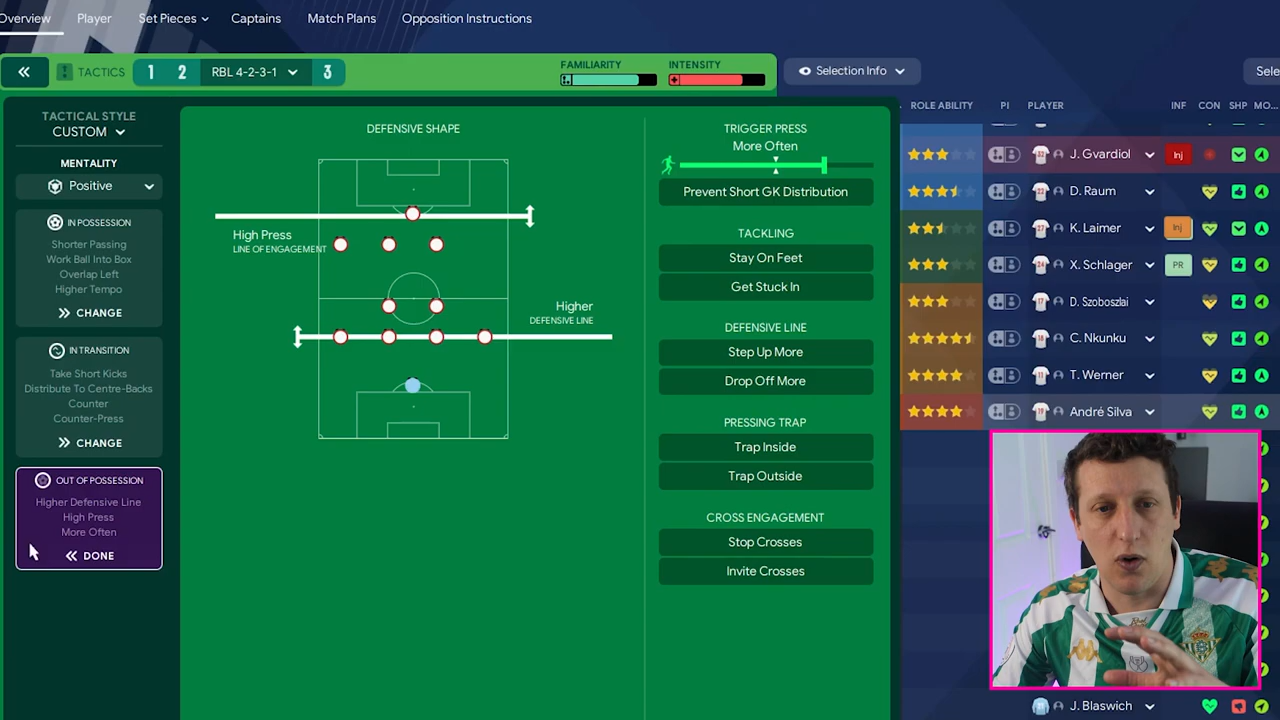 Overview
Player
Set Pieces
Captains
Match Plans
Opposition Instructions
TACTICS
1
2
RBL 4-2-3-1
3
FAMILIARITY
INTENSITY
Selection Info
TACTICAL STYLE
CUSTOM
MENTALITY
Positive
IN POSSESSION
Shorter Passing
Work Ball Into Box
Overlap Left
Higher Tempo
CHANGE
IN TRANSITION
Take Short Kicks
Distribute To Centre-Backs
Counter
Counter-Press
CHANGE
OUT OF POSSESSION
Higher Defensive Line
High Press
More Often
DONE
DEFENSIVE SHAPE
High Press
LINE OF ENGAGEMENT
Higher
DEFENSIVE LINE
TRIGGER PRESS
More Often
Prevent Short GK Distribution
TACKLING
Stay On Feet
Get Stuck In
DEFENSIVE LINE
Step Up More
Drop Off More
PRESSING TRAP
Trap Inside
Trap Outside
CROSS ENGAGEMENT
Stop Crosses
Invite Crosses
ROLE ABILITY PI PLAYER INF CON SHP MO...
J. Gvardiol Inj
D. Raum
K. Laimer Inj
X. Schlager PR
D. Szoboszlai
C. Nkunku
T. Werner
André Silva
J. Blaswich